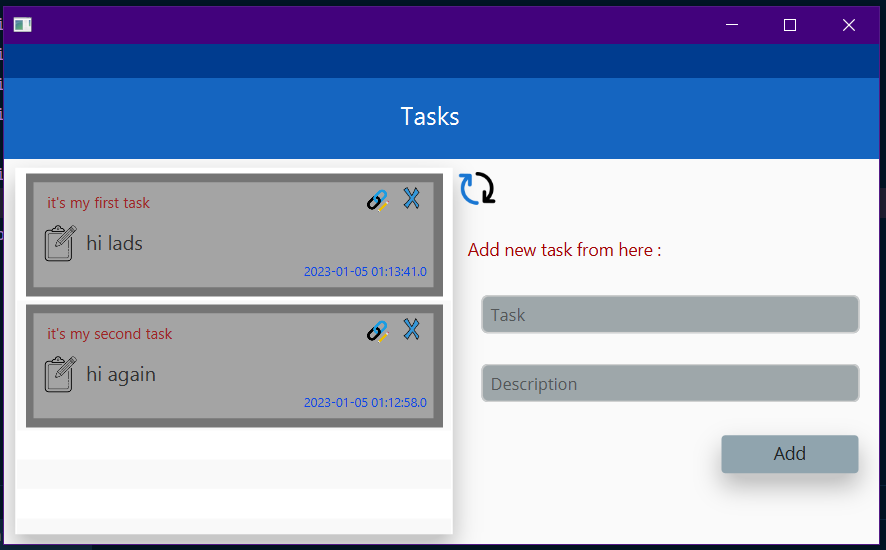 Tasks
it's my first task
hi lads
2023-01-05 01:13:41.0
it's my second task
hi again
2023-01-05 01:12:58.0
Add new task from here :
Task
Description
Add